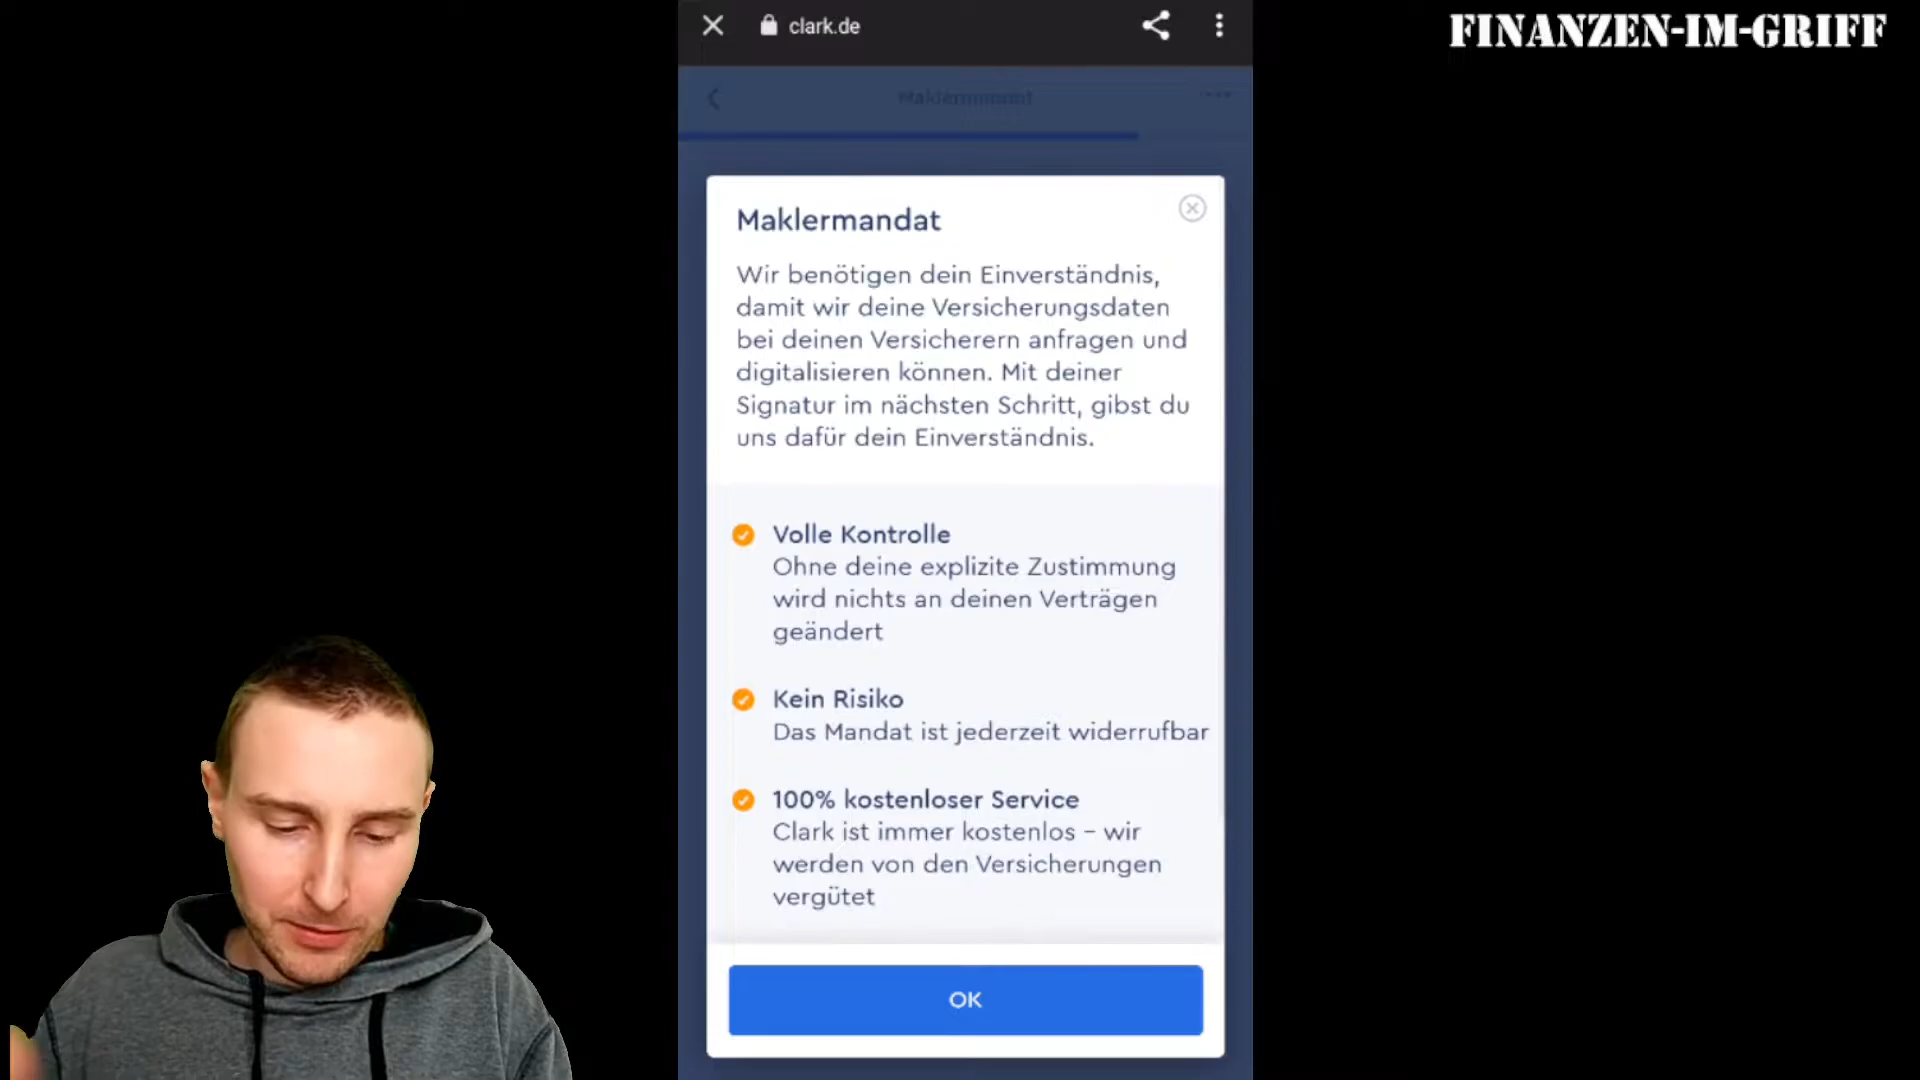 clark.de
FINANZEN-IM-GRIFF
Maklermandat
Maklermandat
Wir benötigen dein Einverständnis,
damit wir deine Versicherungsdaten
bei deinen Versicherern anfragen und
digitalisieren können. Mit deiner
Signatur im nächsten Schritt, gibst du
uns dafür dein Einverständnis.
Volle Kontrolle
Ohne deine explizite Zustimmung
wird nichts an deinen Verträgen
geändert
Kein Risiko
Das Mandat ist jederzeit widerrufbar
100% kostenloser Service
Clark ist immer kostenlos – wir
werden von den Versicherungen
vergütet
OK